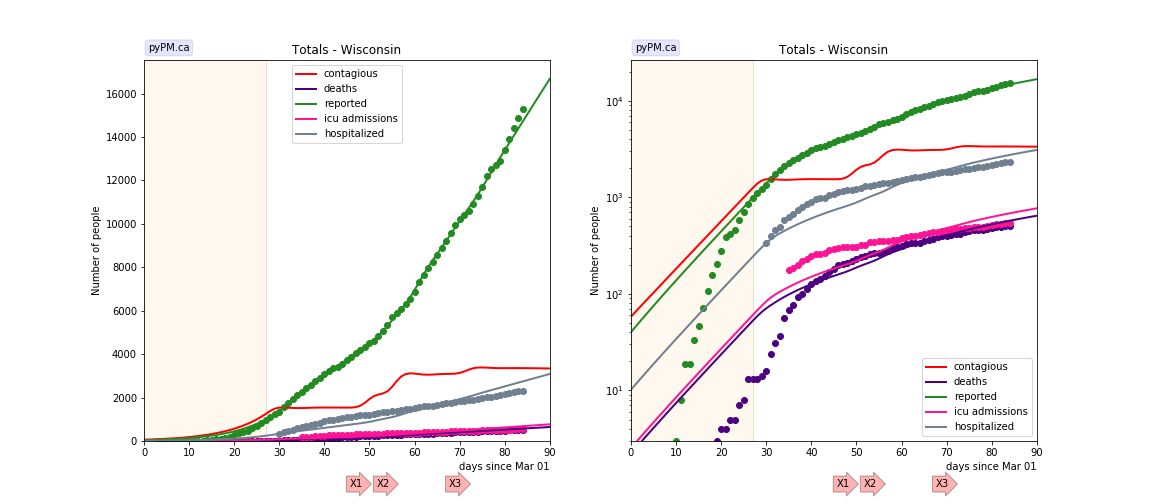 pyPM.ca
Totals - Wisconsin
Number of people
16000
14000
12000
10000
8000
6000
4000
2000
0
contagious
deaths
reported
icu admissions
hospitalized
0 10 20 30 40 50 60 70 80 90
days since Mar 01
X1 X2 X3
pyPM.ca
Totals - Wisconsin
Number of people
10⁴
10³
10²
10¹
contagious
deaths
reported
icu admissions
hospitalized
0 10 20 30 40 50 60 70 80 90
days since Mar 01
X1 X2 X3